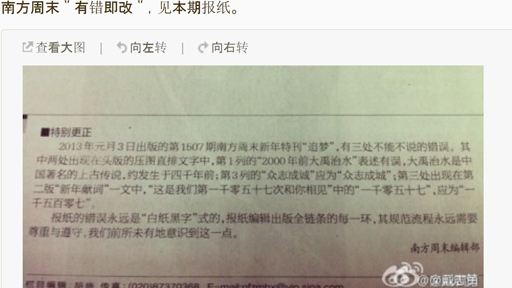 南方周末＂有错即改＂，见本期报纸。
查看大图 | 向左转 | 向右转
■特别更正
2013年元月3日出版的第1507期南方周末新年特刊“追梦”，有三处不能不说的错误。其
中两处出现在头版的压图直排文字中，第1列的“2000年前大禹治水”表述有误，大禹治水是中
国著名的上古传说，约发生于四千年前；第3列的“众志成诚”应为“众志成城”；第三处出现在第
二版“新年献词”一文中，“这是我们第一千零五十七次和你相见”中的“一千零五十七”，应为“一
千五百零七”。
报纸的错误永远是“白纸黑字”式的，报纸编辑出版全链条的每一环，其规范流程永远需要
尊重与遵守，我们前所未有地意识到这一点。
南方周末编辑部
传真：(020)87370368
@戴志勇